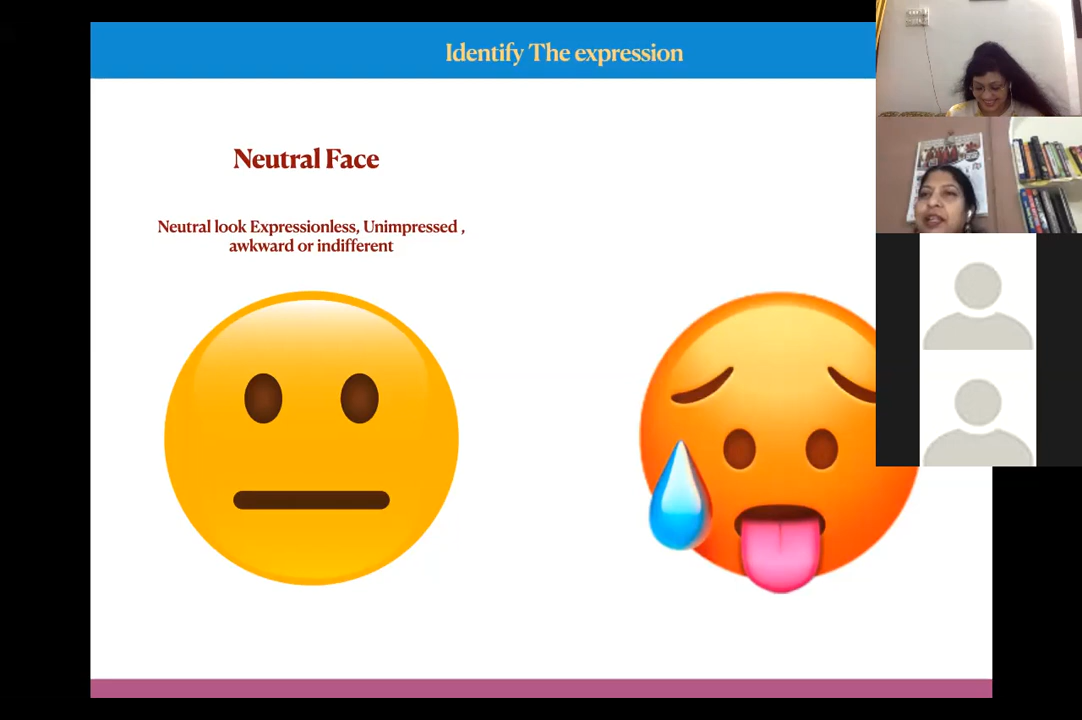 Identify The expression
Neutral Face
Neutral look Expressionless, Unimpressed ,
awkward or indifferent